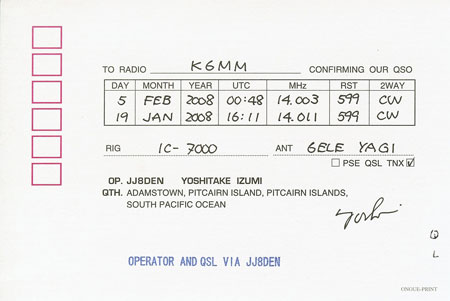 TO RADIO K6MM CONFIRMING OUR QSO
DAY MONTH YEAR UTC MHz RST 2WAY
5 FEB 2008 00:48 14.003 599 CW
19 JAN 2008 16:11 14.011 599 CW
RIG IC-7000 ANT 6ELE YAGI
PSE QSL TNX
OP. JJ8DEN YOSHITAKE IZUMI
QTH. ADAMSTOWN, PITCAIRN ISLAND, PITCAIRN ISLANDS,
SOUTH PACIFIC OCEAN
Yoshi
Q
L
OPERATOR AND QSL VIA JJ8DEN
ONOUE-PRINT